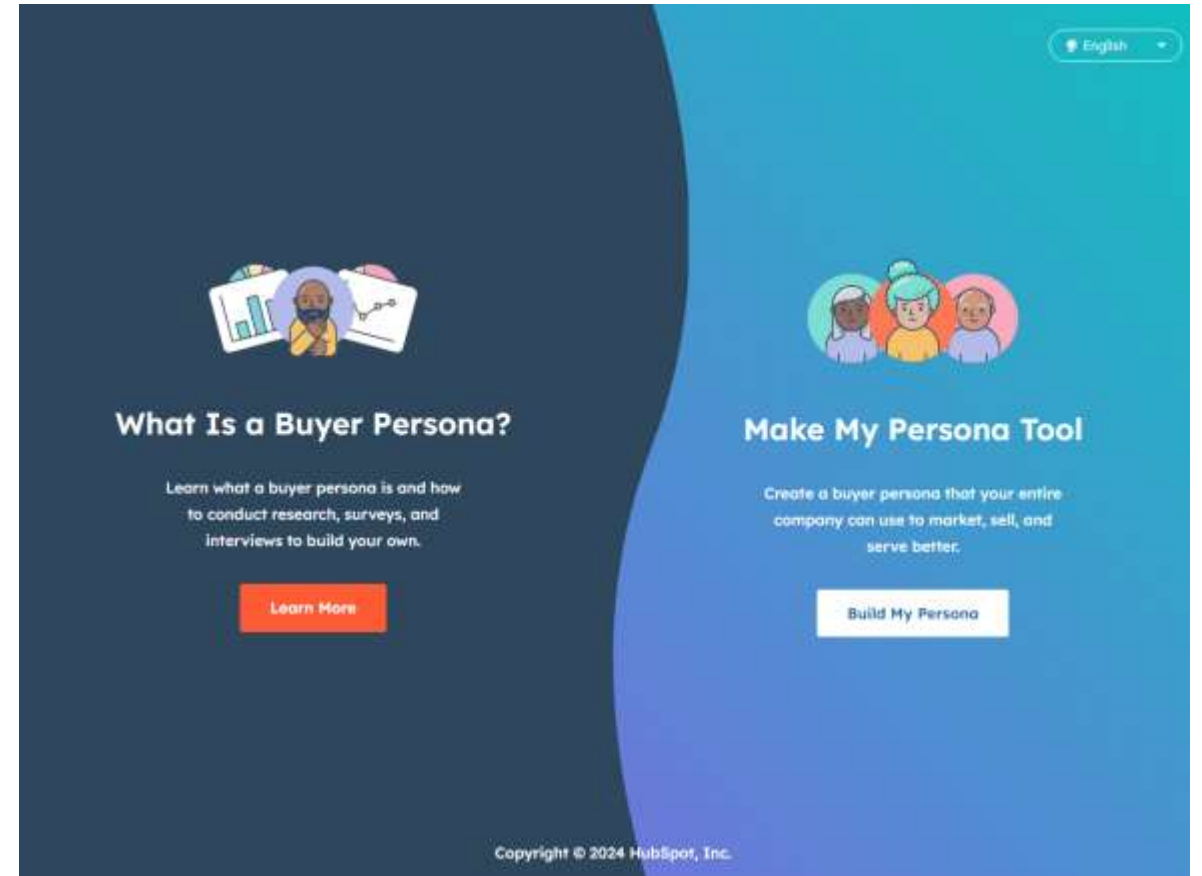 English
What Is a Buyer Persona?
Learn what a buyer persona is and how
to conduct research, surveys, and
interviews to build your own.
Learn More
Make My Persona Tool
Create a buyer persona that your entire
company can use to market, sell, and
serve better.
Build My Persona
Copyright © 2024 HubSpot, Inc.